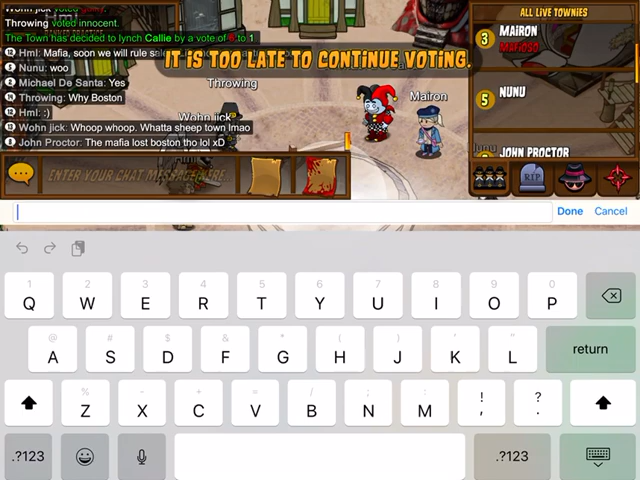 Throwing voted innocent.
The Town has decided to lynch Callie by a vote of 6 to 1
Hml: Mafia, soon we will rule
IT IS TOO LATE TO CONTINUE VOTING.
Nunu: woo
Michael De Santa: Yes
Throwing: Why Boston
Hml: :)
Wohn jick: Whoop whoop. Whatta sheep town lmao
John Proctor: The mafia lost boston tho lol xD
Throwing
Wohn jick
Mairon
ENTER YOUR CHAT MESSAGE HERE
ALL LIVE TOWNIES
3 MAIRON
MAFIOSO
5 NUNU
JOHN PROCTOR
RIP
Done Cancel
1 2 3 4 5 6 7 8 9 0
Q W E R T Y U I O P
@ # $ & * ( ) ' "
A S D F G H J K L return
% - + = / ; : ! ?
Z X C V B N M , .
.?123 .?123